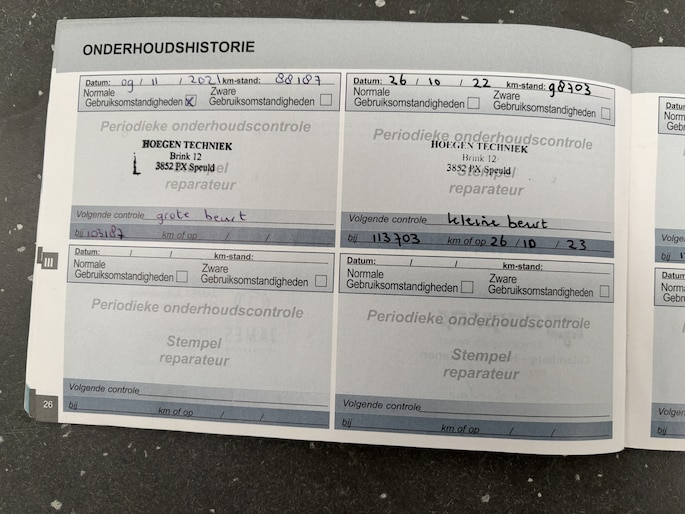 ONDERHOUDSHISTORIE
Datum: 09 / 11 / 2021 km-stand: 88187
Normale Gebruiksomstandigheden x Zware Gebruiksomstandigheden
Periodieke onderhoudscontrole
HOEGEN TECHNIEK
Brink 12
3852 PX Speuld
Stempel
reparateur
Volgende controle grote beurt
bij 103187 km of op / /
Datum: 26 / 10 / 22 km-stand: 98703
Normale Gebruiksomstandigheden Zware Gebruiksomstandigheden
Periodieke onderhoudscontrole
HOEGEN TECHNIEK
Brink 12
3852 PX Speuld
Stempel
reparateur
Volgende controle kleine beurt
bij 113703 km of op 26 / 10 / 23
III
Datum: / / km-stand:
Normale Gebruiksomstandigheden Zware Gebruiksomstandigheden
Periodieke onderhoudscontrole
Stempel
reparateur
Volgende controle
bij km of op / /
Datum: / / km-stand:
Normale Gebruiksomstandigheden Zware Gebruiksomstandigheden
Periodieke onderhoudscontrole
Stempel
reparateur
Volgende controle
bij km of op / /
26